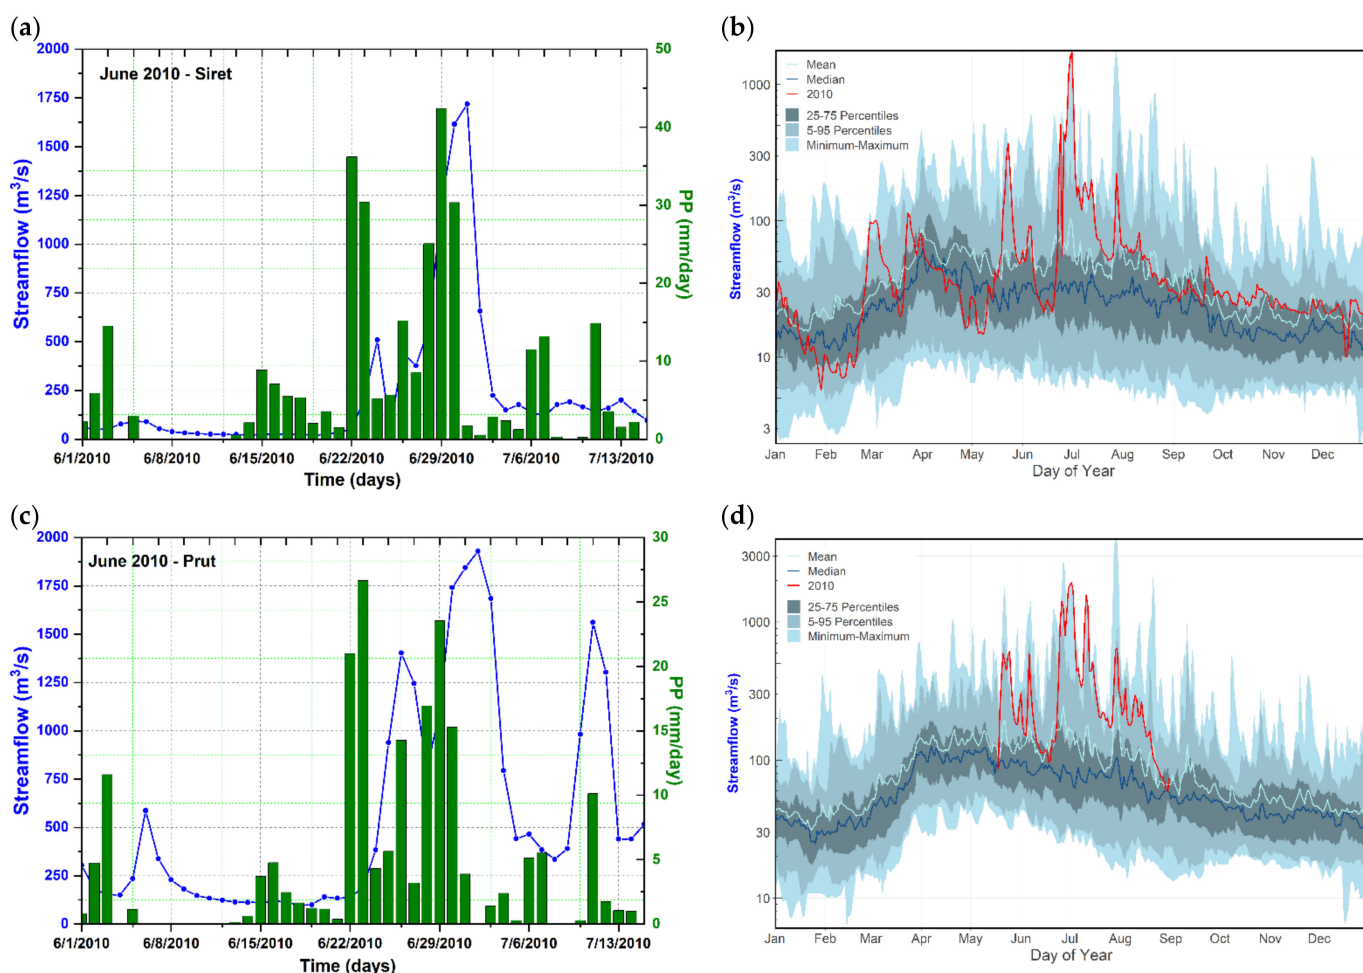 (a)
June 2010 - Siret
Streamflow (m³/s)
2000
1750
1500
1250
1000
750
500
250
0
50
40
30
20
10
0
PP (mm/day)
6/1/2010 6/8/2010 6/15/2010 6/22/2010 6/29/2010 7/6/2010 7/13/2010
Time (days)
(b)
Mean
Median
2010
25-75 Percentiles
5-95 Percentiles
Minimum-Maximum
Streamflow (m³/s)
1000
300
100
30
10
3
Jan Feb Mar Apr May Jun Jul Aug Sep Oct Nov Dec
Day of Year
(c)
June 2010 - Prut
Streamflow (m³/s)
2000
1750
1500
1250
1000
750
500
250
0
30
25
20
15
10
5
0
PP (mm/day)
6/1/2010 6/8/2010 6/15/2010 6/22/2010 6/29/2010 7/6/2010 7/13/2010
Time (days)
(d)
Mean
Median
2010
25-75 Percentiles
5-95 Percentiles
Minimum-Maximum
Streamflow (m³/s)
3000
1000
300
100
30
10
Jan Feb Mar Apr May Jun Jul Aug Sep Oct Nov Dec
Day of Year